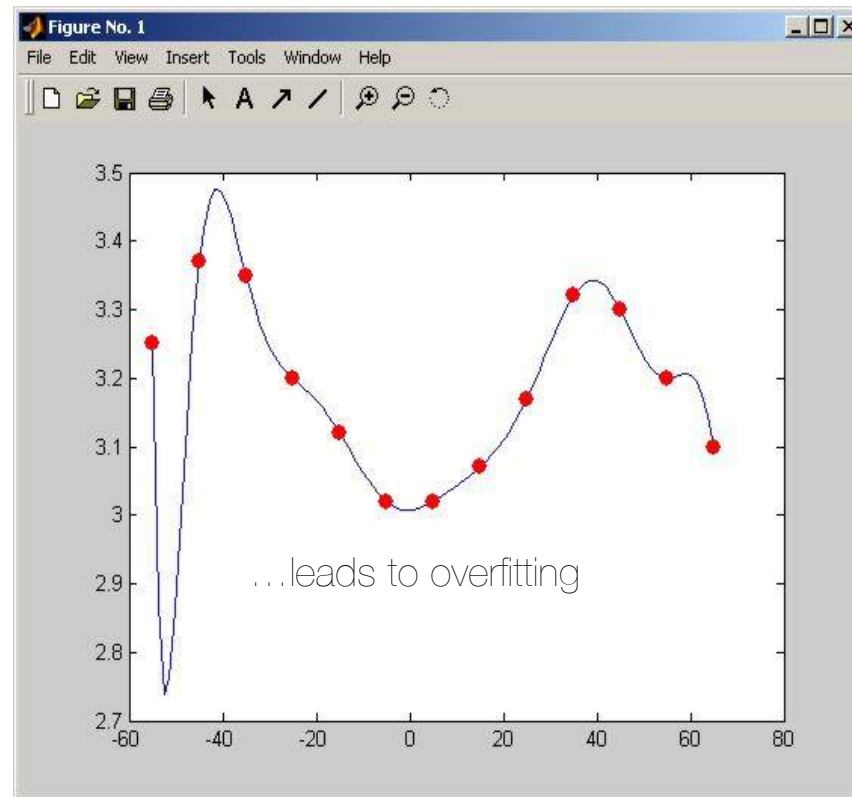 Figure No. 1
File Edit View Insert Tools Window Help
A
3.5
3.4
3.3
3.2
3.1
3
2.9
2.8
2.7
...leads to overfitting
-60 -40 -20 0 20 40 60 80